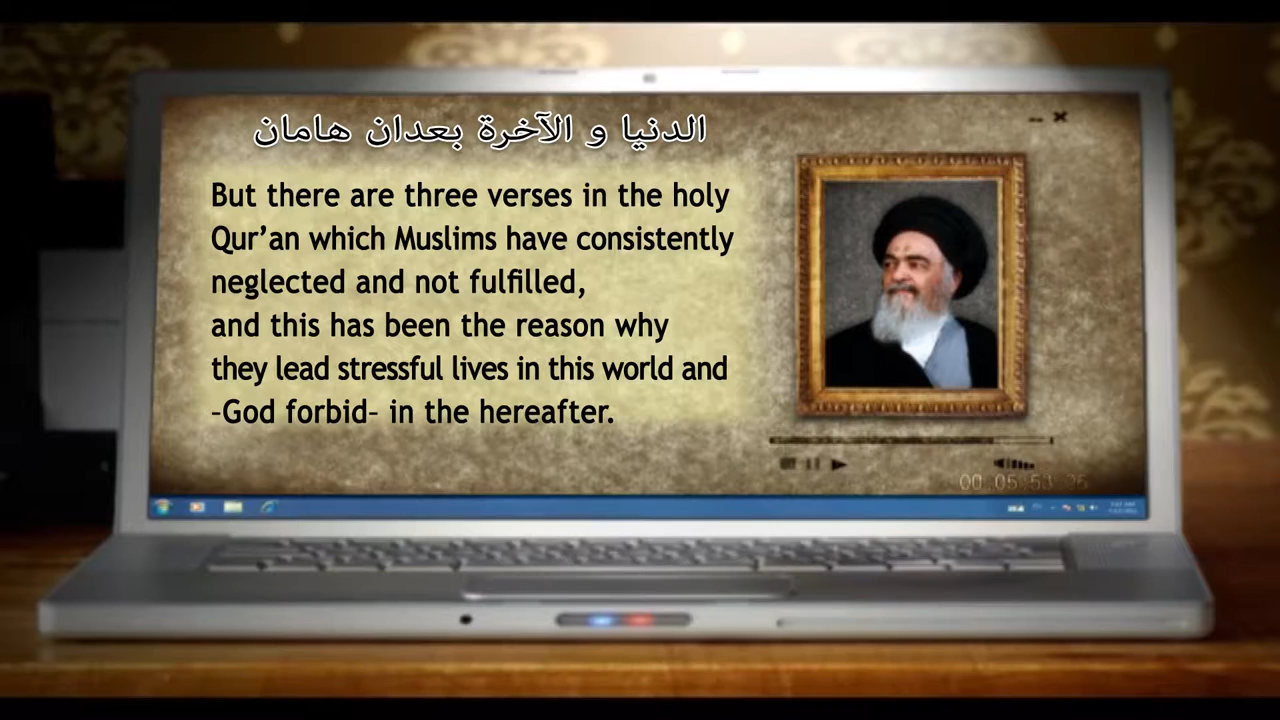 الدنيا و الآخرة بعدان هامان
But there are three verses in the holy
Qur’an which Muslims have consistently
neglected and not fulfilled,
and this has been the reason why
they lead stressful lives in this world and
–God forbid– in the hereafter.